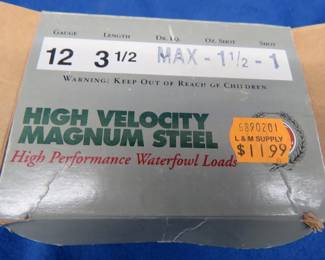 GAUGE LENGTH DR. EQ. OZ. SHOT SHOT
12 3 1/2 MAX - 1 1/2 - 1
WARNING: KEEP OUT OF REACH OF CHILDREN
HIGH VELOCITY
MAGNUM STEEL
High Performance Waterfowl Loads
5890201
L & M SUPPLY
$11.99